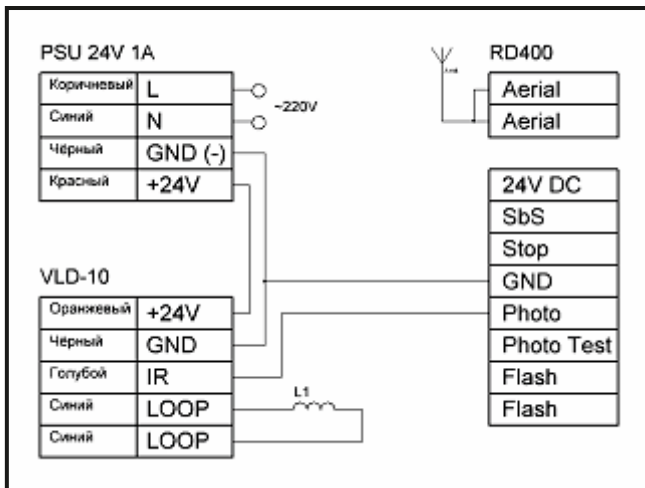 PSU 24V 1A
Коричневый L
Синий N
~220V
Чёрный GND (-)
Красный +24V
VLD-10
Оранжевый +24V
Чёрный GND
Голубой IR
Синий LOOP
Синий LOOP
L1
RD400
Aerial
Aerial
24V DC
SbS
Stop
GND
Photo
Photo Test
Flash
Flash